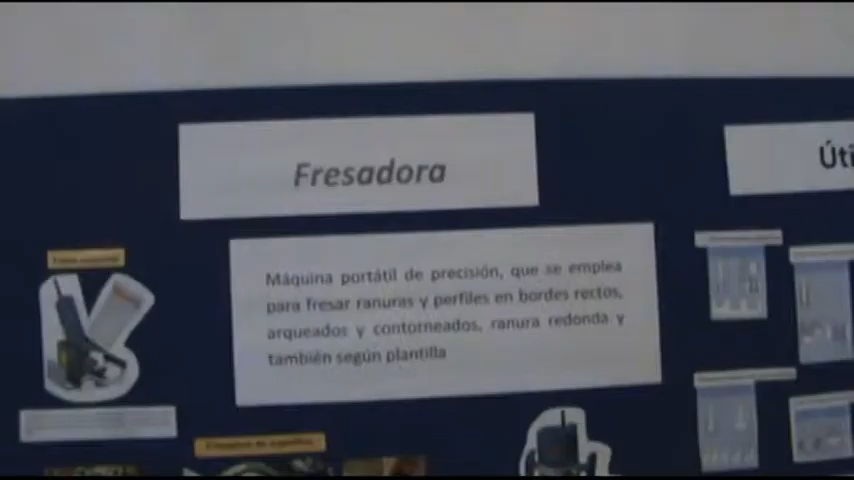 Fresadora
Úti
Máquina portátil de precisión, que se emplea
para fresar ranuras y perfiles en bordes rectos,
arqueados y contorneados, ranura redonda y
también según plantilla